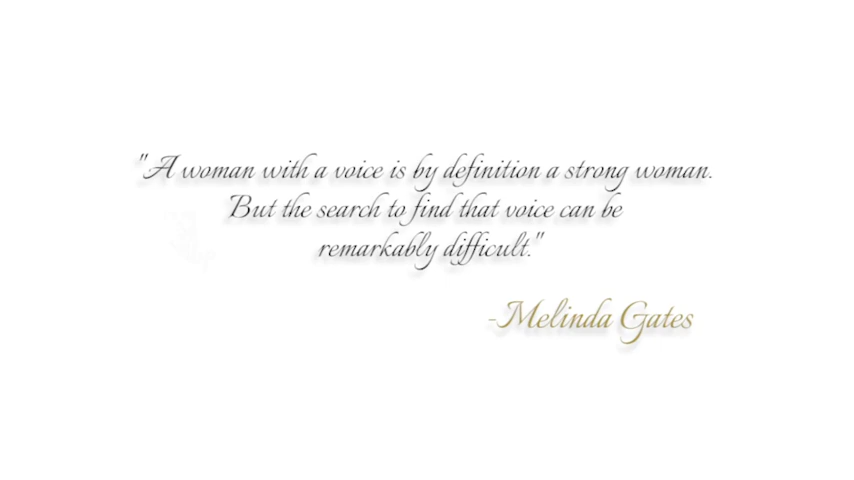 "A woman with a voice is by definition a strong woman.
But the search to find that voice can be
remarkably difficult."
-Melinda Gates